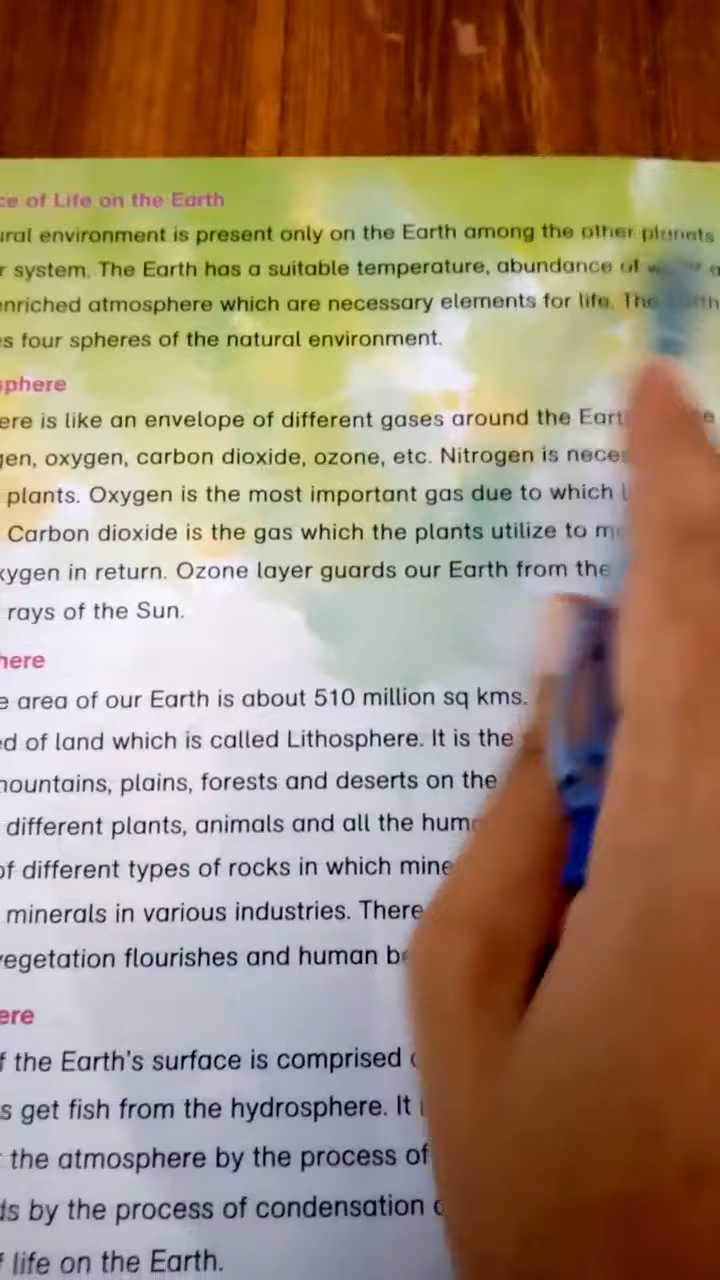 ce of Life on the Earth
ural environment is present only on the Earth among the other planets
r system. The Earth has a suitable temperature, abundance of
enriched atmosphere which are necessary elements for life. The
s four spheres of the natural environment.
sphere
ere is like an envelope of different gases around the Eart
gen, oxygen, carbon dioxide, ozone, etc. Nitrogen is neces
plants. Oxygen is the most important gas due to which
Carbon dioxide is the gas which the plants utilize to m
xygen in return. Ozone layer guards our Earth from the
rays of the Sun.
here
e area of our Earth is about 510 million sq kms.
ed of land which is called Lithosphere. It is the
mountains, plains, forests and deserts on the
different plants, animals and all the hum
of different types of rocks in which mine
minerals in various industries. There
vegetation flourishes and human be
ere
f the Earth's surface is comprised
s get fish from the hydrosphere. It
the atmosphere by the process of
ds by the process of condensation
f life on the Earth.